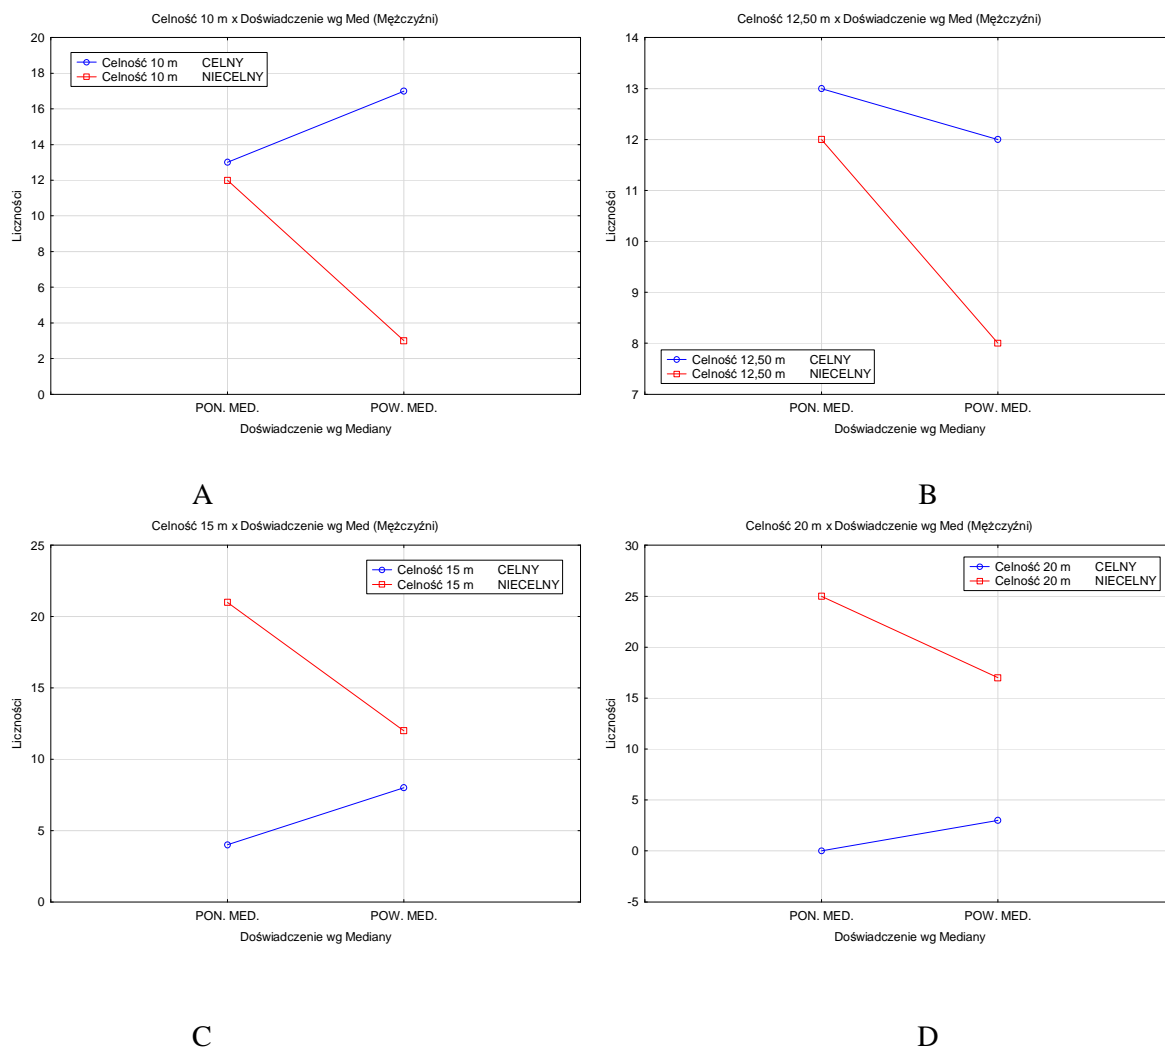 Celność 10 m x Doświadczenie wg Med (Mężczyźni)
20
18
16
14
12
10
8
6
4
2
0
Liczności
Celność 10 m CELNY
Celność 10 m NIECELNY
PON. MED. POW. MED.
Doświadczenie wg Mediany
A
Celność 12,50 m x Doświadczenie wg Med (Mężczyźni)
14
13
12
11
10
9
8
7
Liczności
Celność 12,50 m CELNY
Celność 12,50 m NIECELNY
PON. MED. POW. MED.
Doświadczenie wg Mediany
B
Celność 15 m x Doświadczenie wg Med (Mężczyźni)
25
20
15
10
5
0
Liczności
Celność 15 m CELNY
Celność 15 m NIECELNY
PON. MED. POW. MED.
Doświadczenie wg Mediany
C
Celność 20 m x Doświadczenie wg Med (Mężczyźni)
30
25
20
15
10
5
0
-5
Liczności
Celność 20 m CELNY
Celność 20 m NIECELNY
PON. MED. POW. MED.
Doświadczenie wg Mediany
D